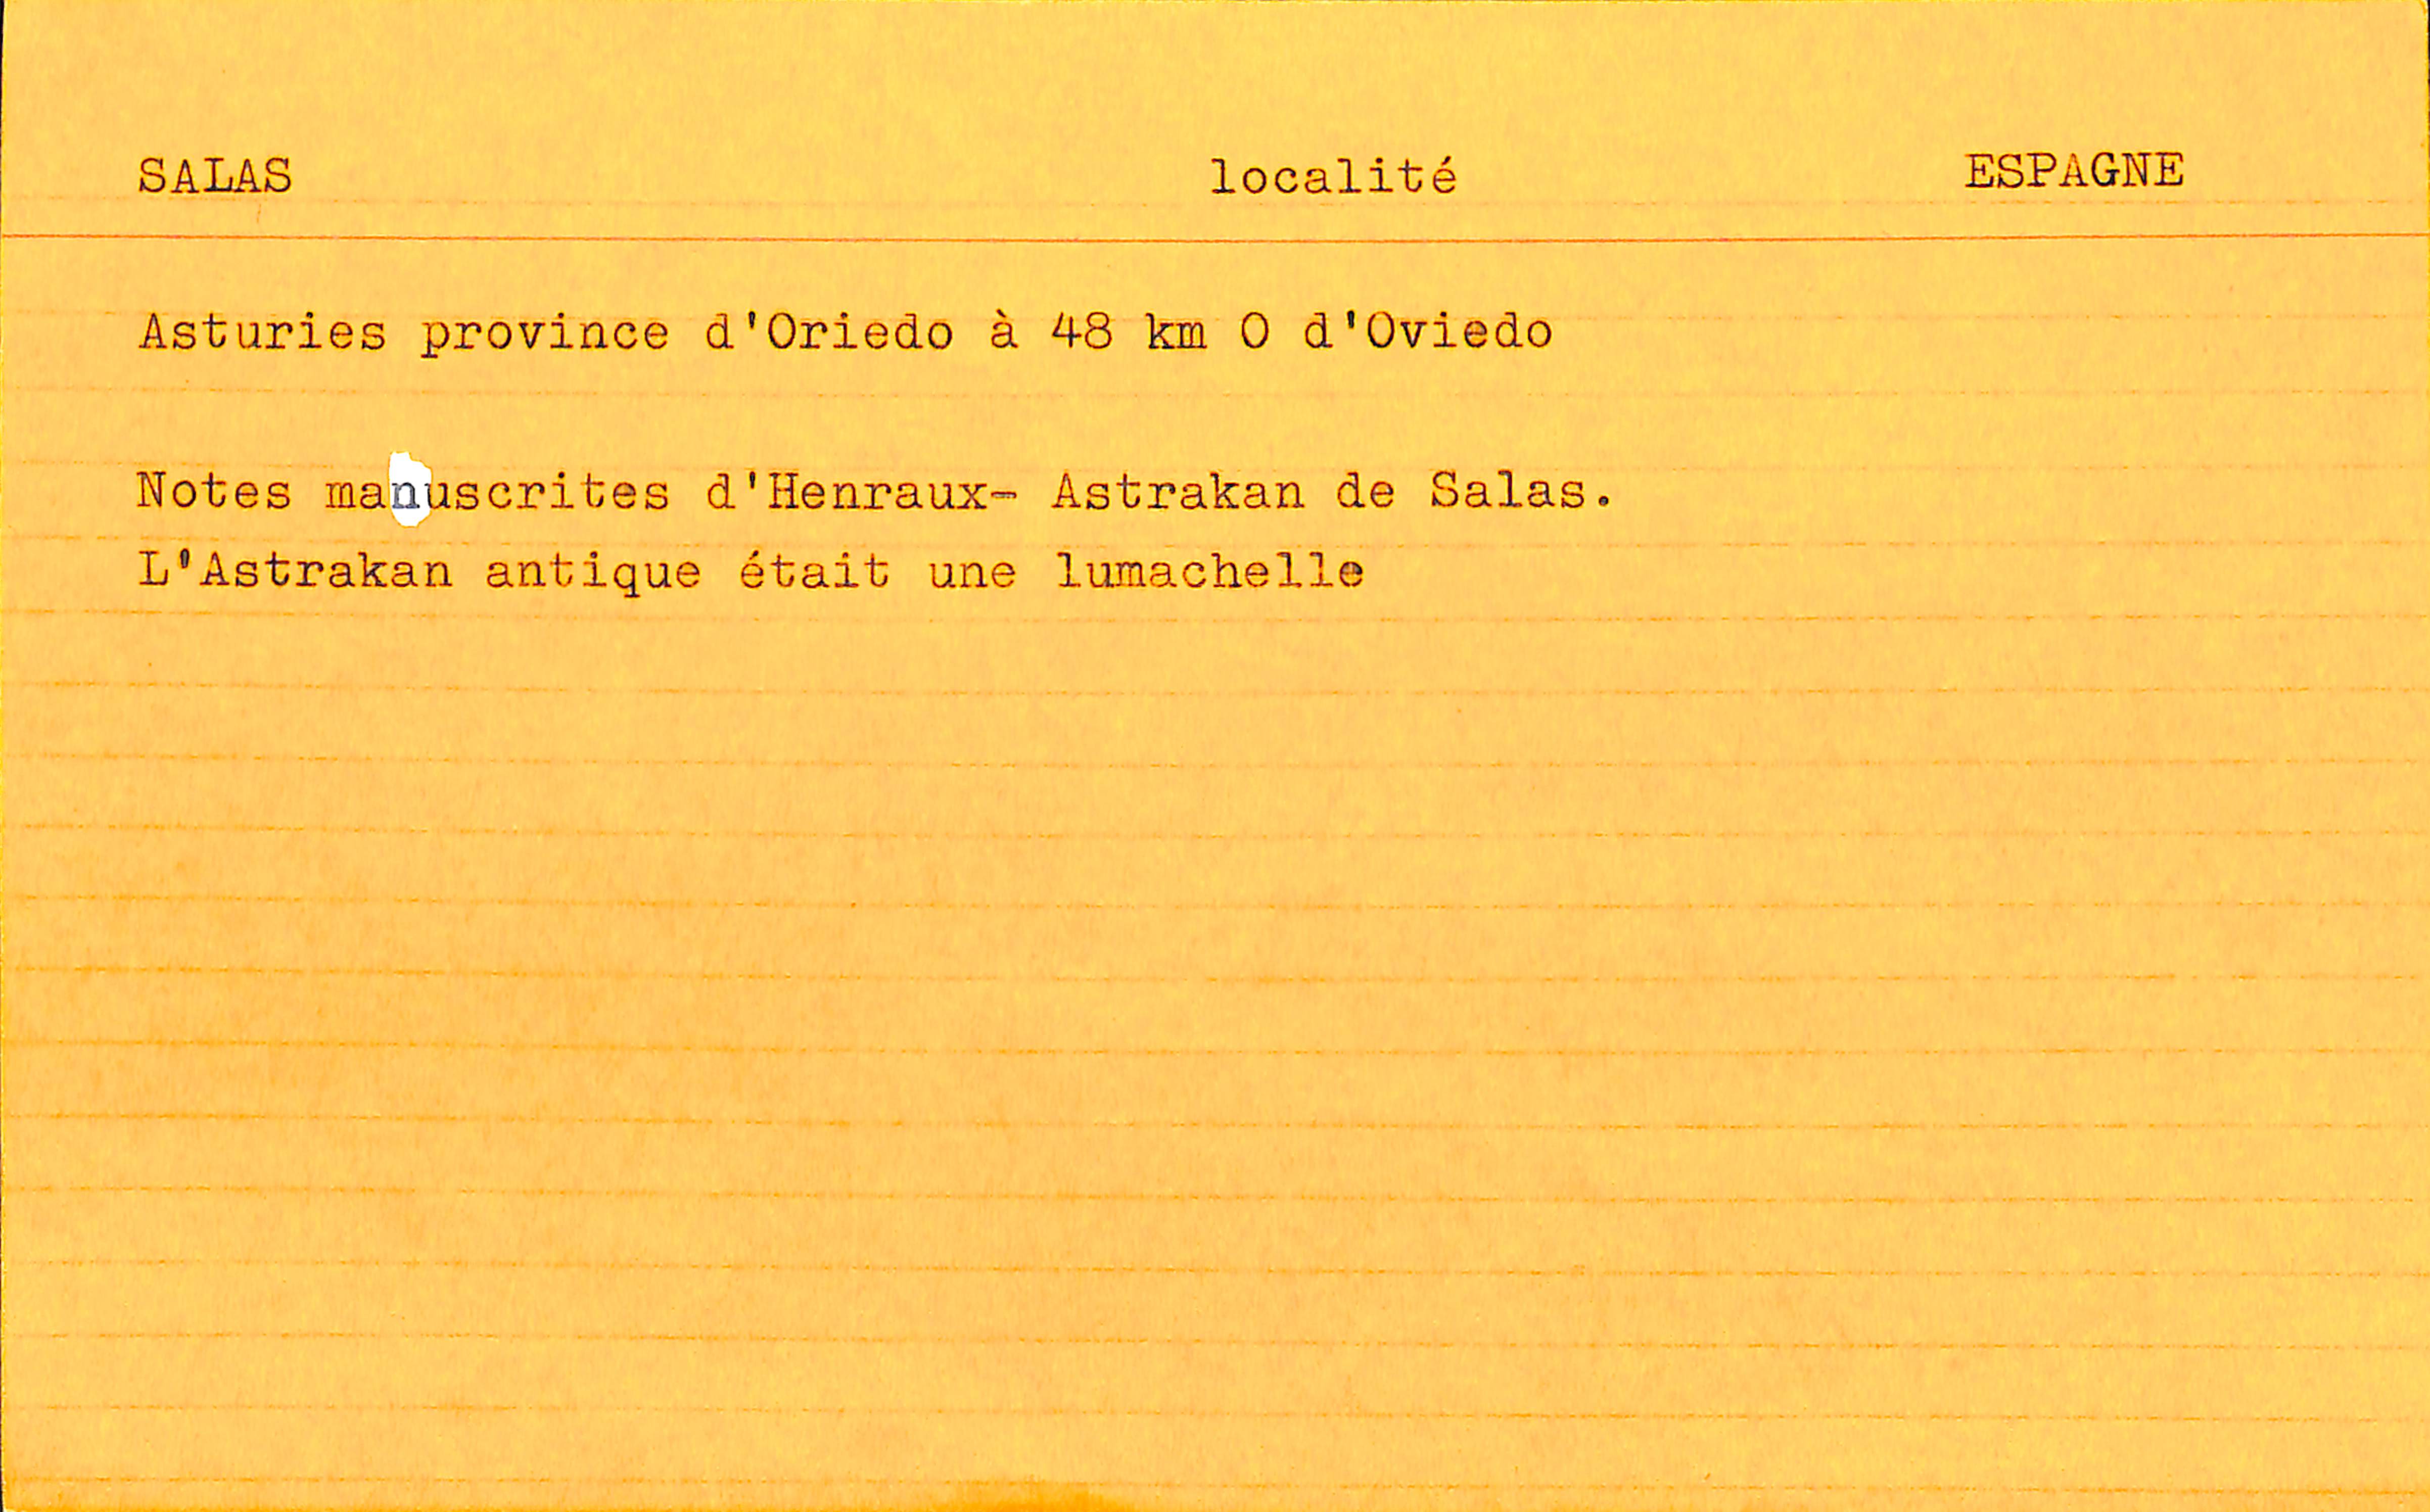 SALAS localité ESPAGNE
Asturies province d'Oriedo à 48 km O d'Oviedo
Notes manuscrites d'Henraux- Astrakan de Salas.
L'Astrakan antique était une lumachelle